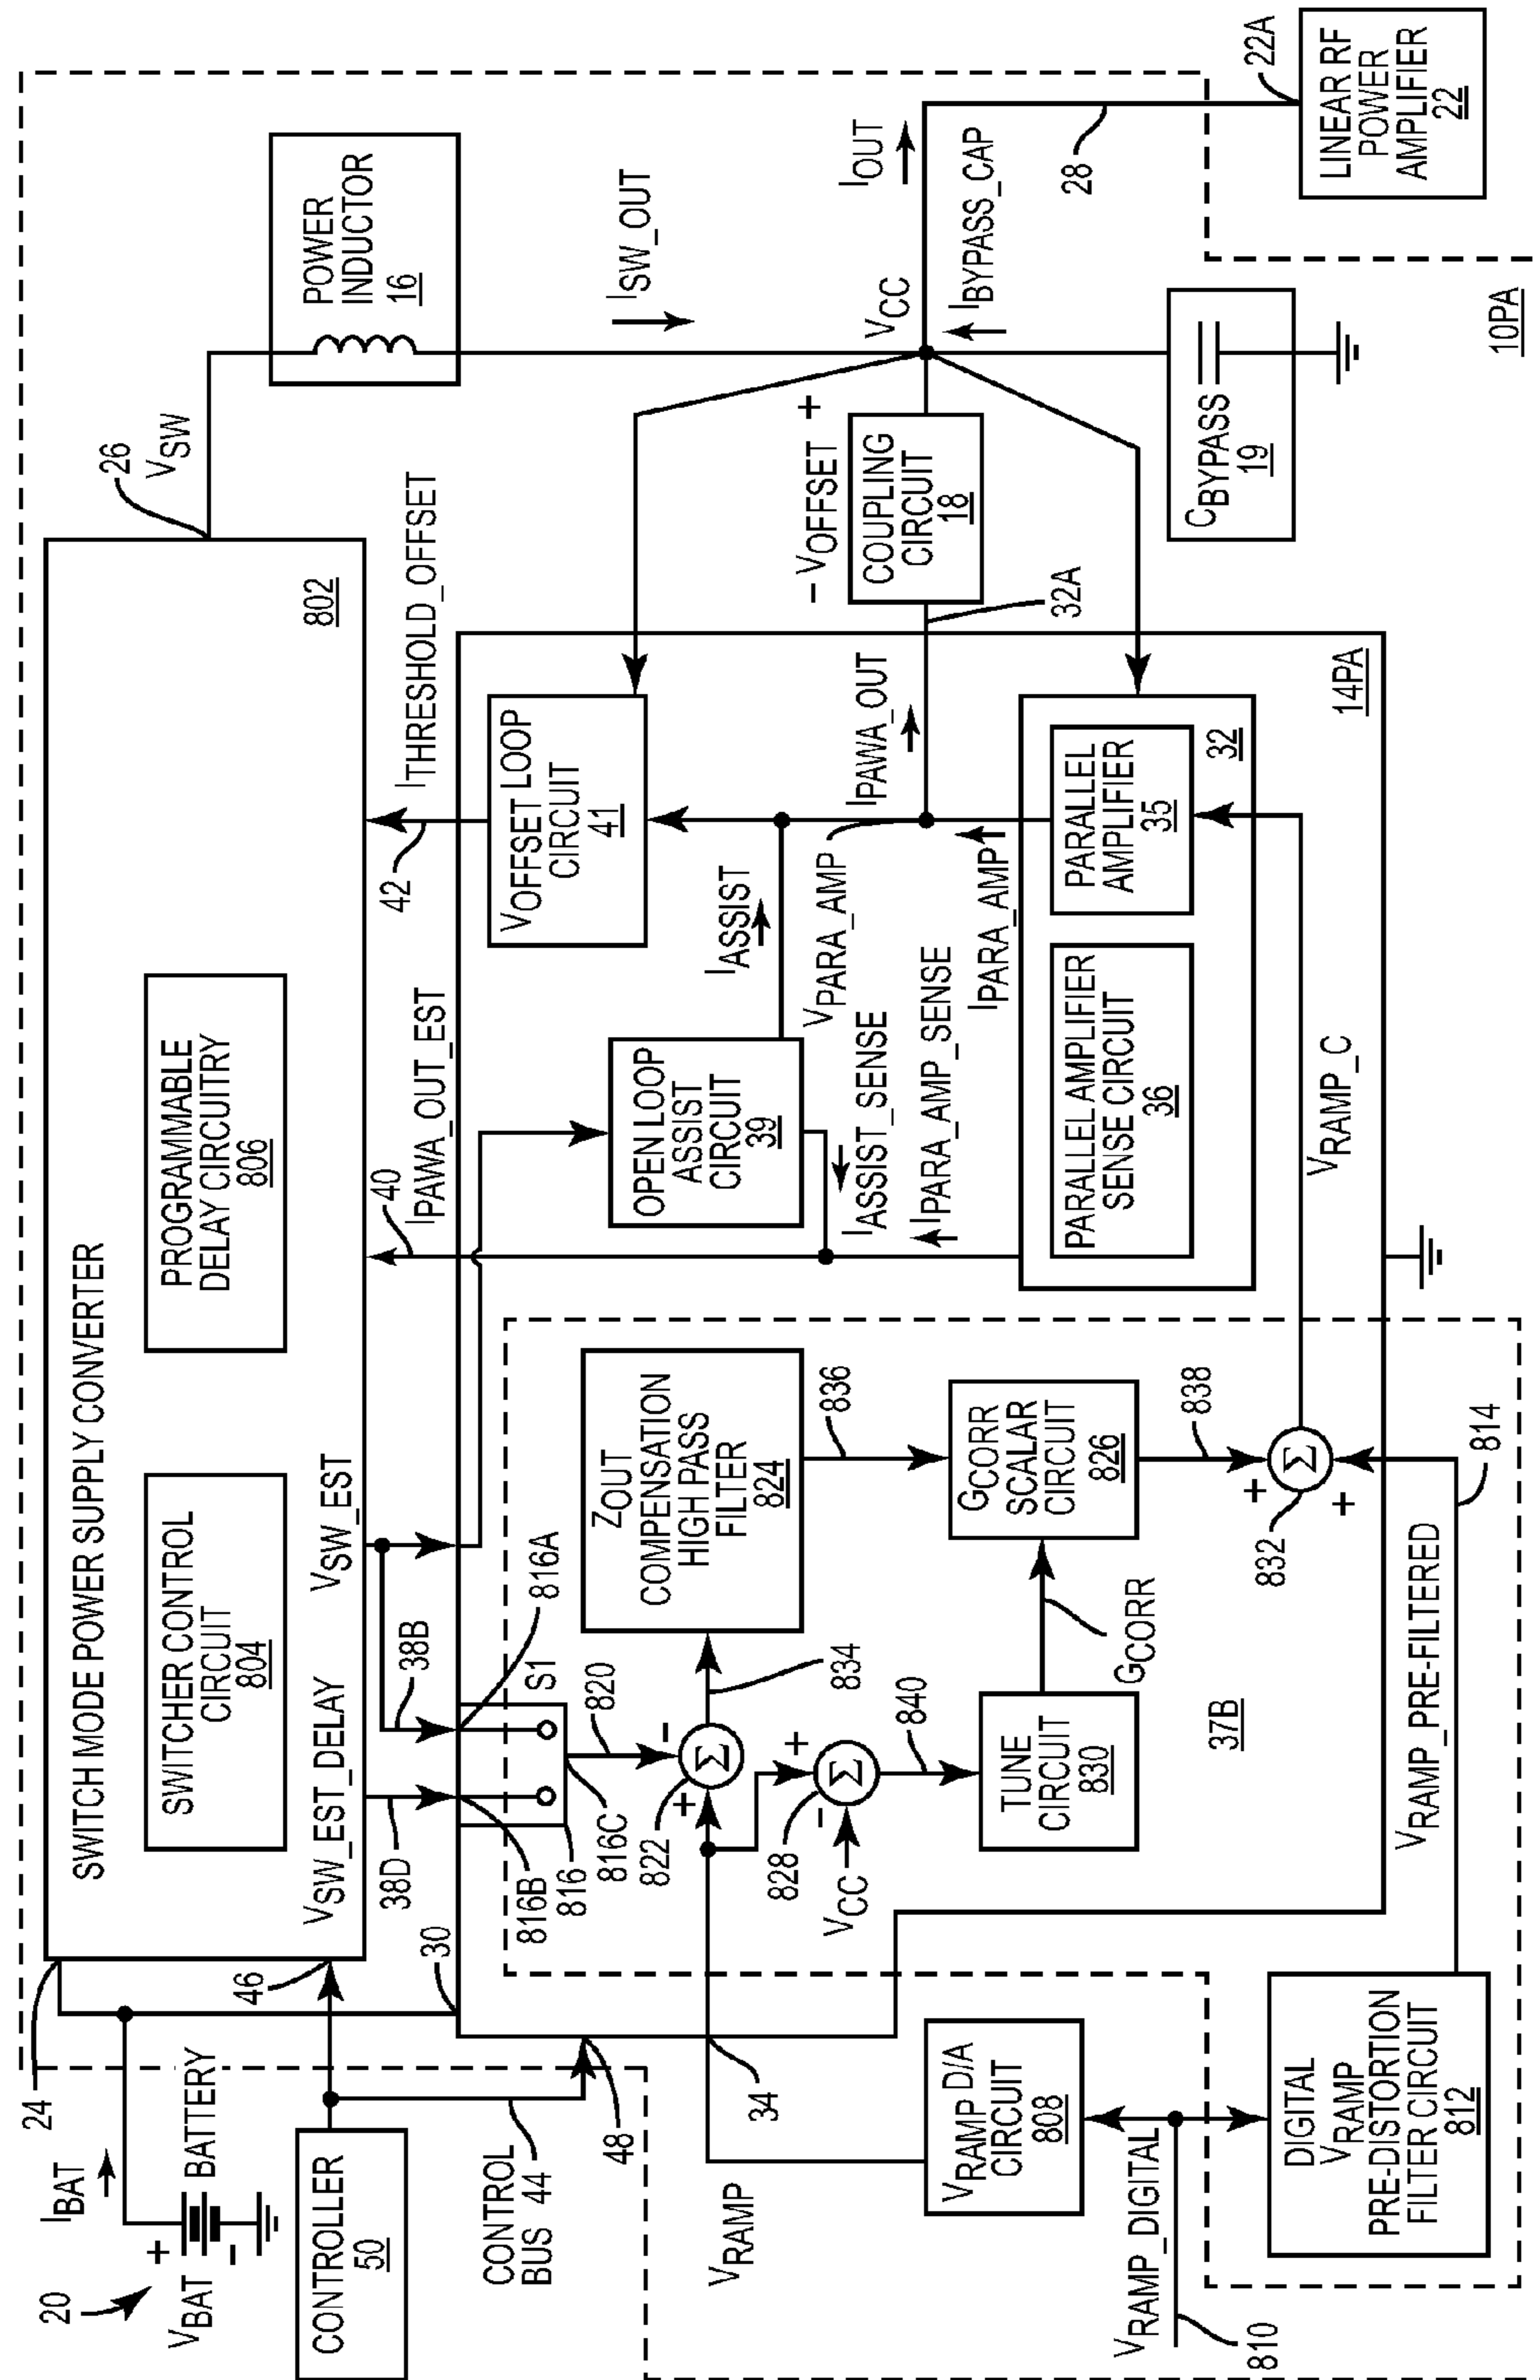 20
VBAT
+
-
IBAT
BATTERY
24
CONTROLLER
50
CONTROL
BUS 44
46
48
30
34
SWITCH MODE POWER SUPPLY CONVERTER
802
SWITCHER CONTROL
CIRCUIT
804
PROGRAMMABLE
DELAY CIRCUITRY
806
26
VSW
POWER
INDUCTOR
16
ISW_OUT
VSW_EST_DELAY
VSW_EST
38D
38B
816B
816A
816
816C
S1
820
40
IPAWA_OUT_EST
42
ITHRESHOLD_OFFSET
VOFFSET LOOP
CIRCUIT
41
OPEN LOOP
ASSIST
CIRCUIT
39
IASSIST
IASSIST_SENSE
VPARA_AMP
IPAWA_OUT
IPARA_AMP_SENSE
IPARA_AMP
- VOFFSET +
COUPLING
CIRCUIT
18
32A
VCC
IOUT
IBYPASS_CAP
28
22A
LINEAR RF
POWER
AMPLIFIER
22
CBYPASS
19
10PA
14PA
PARALLEL AMPLIFIER
SENSE CIRCUIT
36
PARALLEL
AMPLIFIER
35
32
VRAMP_C
ZOUT
COMPENSATION
HIGH PASS
FILTER
824
836
822
+
-
Σ
834
828
+
-
Σ
VCC
840
TUNE
CIRCUIT
830
GCORR
GCORR
SCALAR
CIRCUIT
826
838
832
+
+
Σ
37B
814
VRAMP_PRE-FILTERED
VRAMP
VRAMP D/A
CIRCUIT
808
VRAMP_DIGITAL
810
DIGITAL
VRAMP
PRE-DISTORTION
FILTER CIRCUIT
812